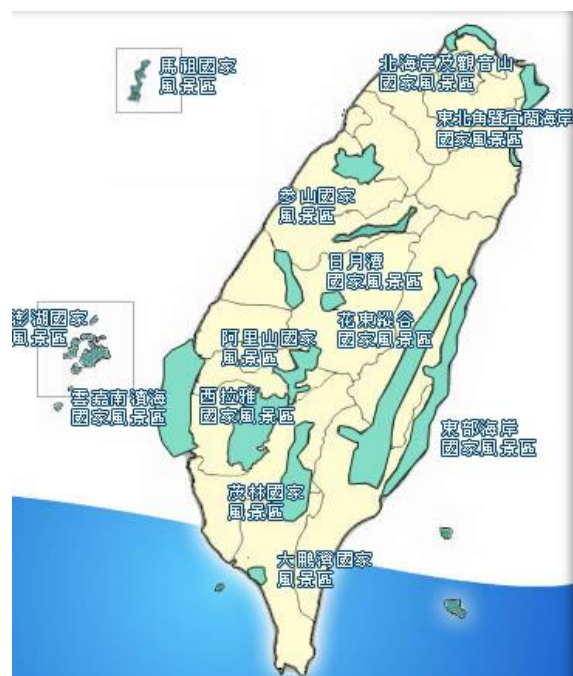 馬祖國家
風景區
北海岸及觀音山
國家風景區
東北角暨宜蘭海岸
國家風景區
參山國家
風景區
日月潭
國家風景區
澎湖國家
風景區
阿里山國家
風景區
花東縱谷
國家風景區
雲嘉南濱海
國家風景區
西拉雅
國家風景區
東部海岸
國家風景區
茂林國家
風景區
大鵬灣國家
風景區